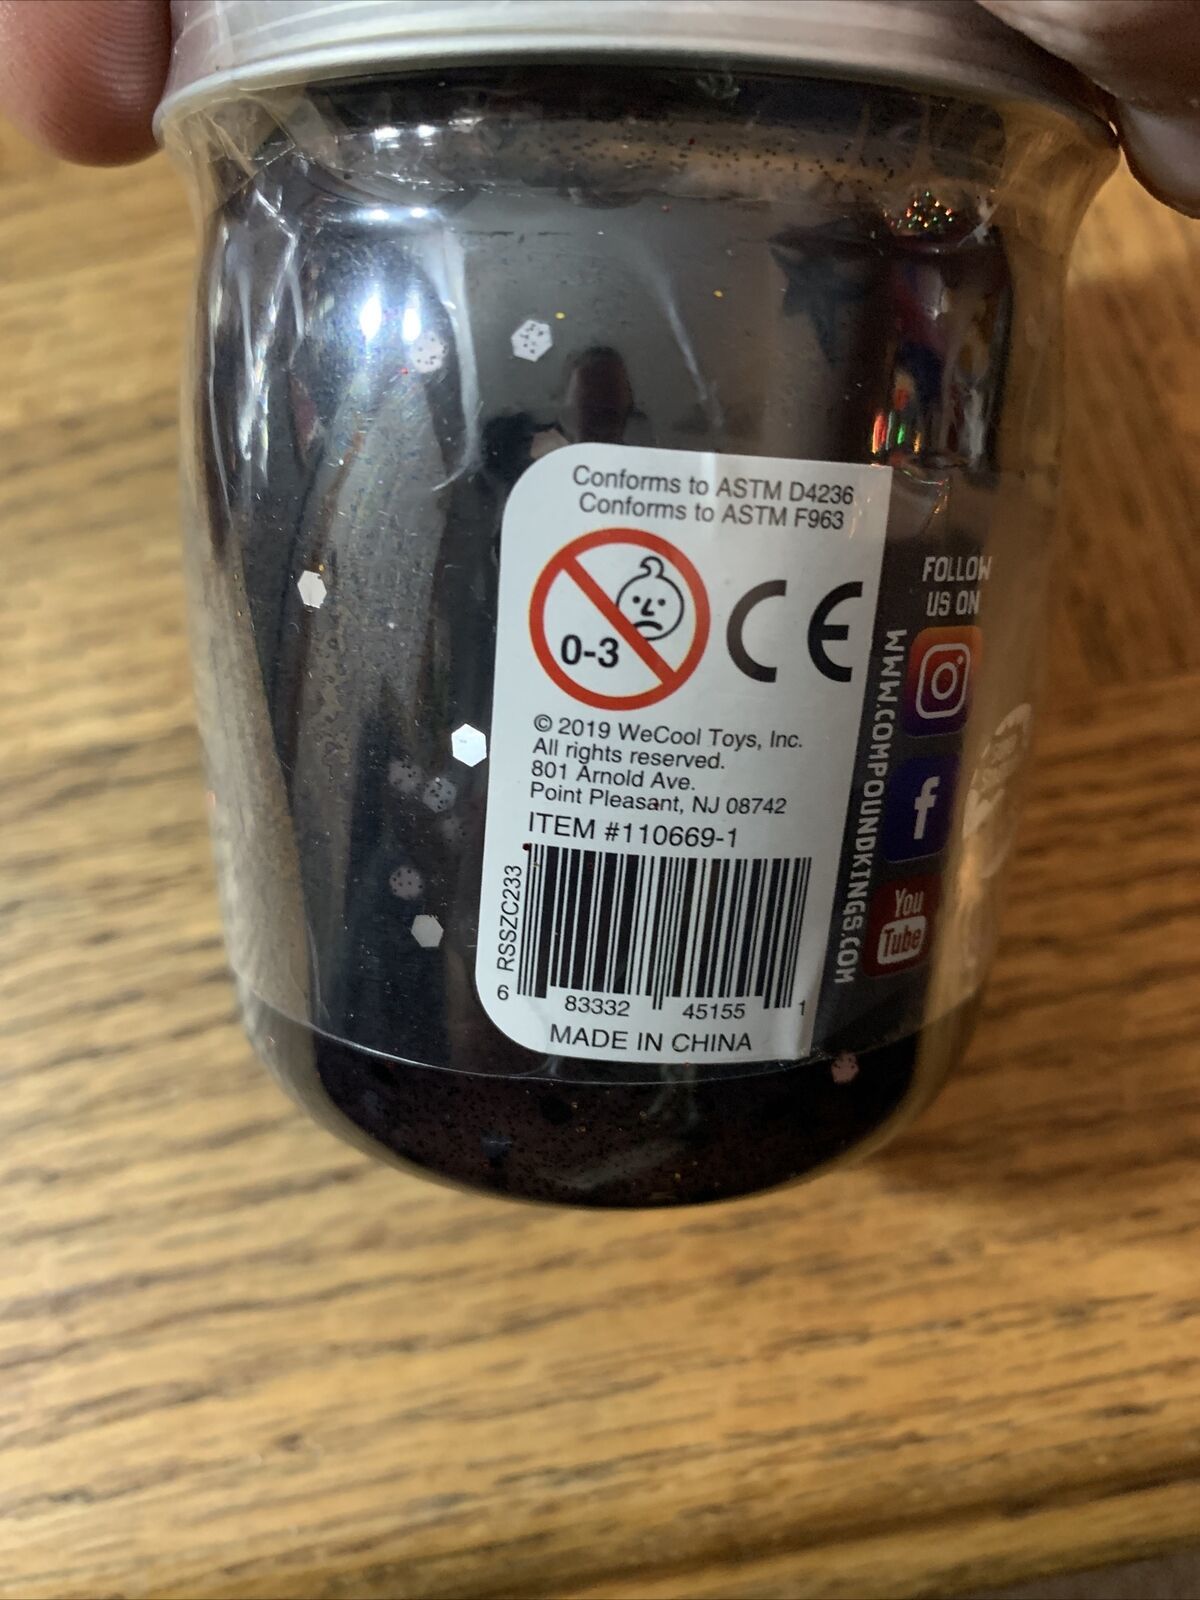 Conforms to ASTM D4236
Conforms to ASTM F963
0-3
CE
© 2019 WeCool Toys, Inc.
All rights reserved.
801 Arnold Ave.
Point Pleasant, NJ 08742
ITEM #110669-1
RSSZC233
6 83332 45155 1
MADE IN CHINA
FOLLOW
US ON
WWW.COMPOUNDKINGS.COM
f
You
Tube